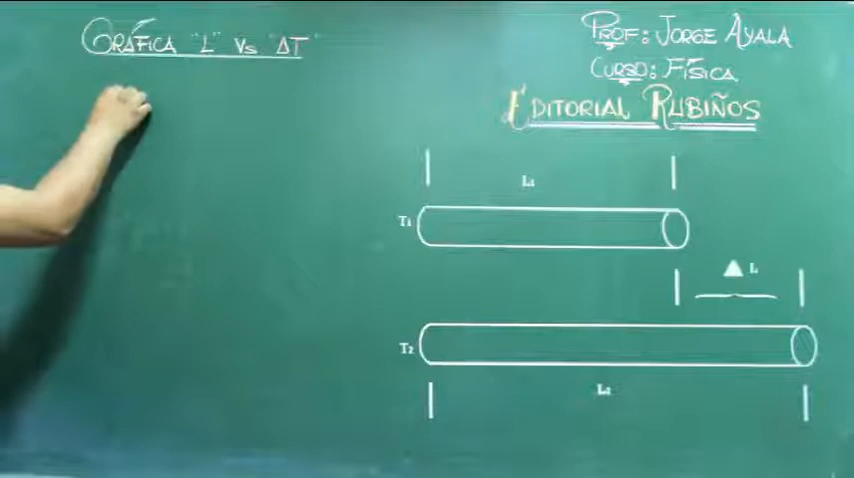 GRÁFICA "L" Vs "ΔT"
PROF: JORGE AYALA
CURSO: FÍSICA
EDITORIAL RUBIÑOS
L1
T1
▲ L
T2
L2